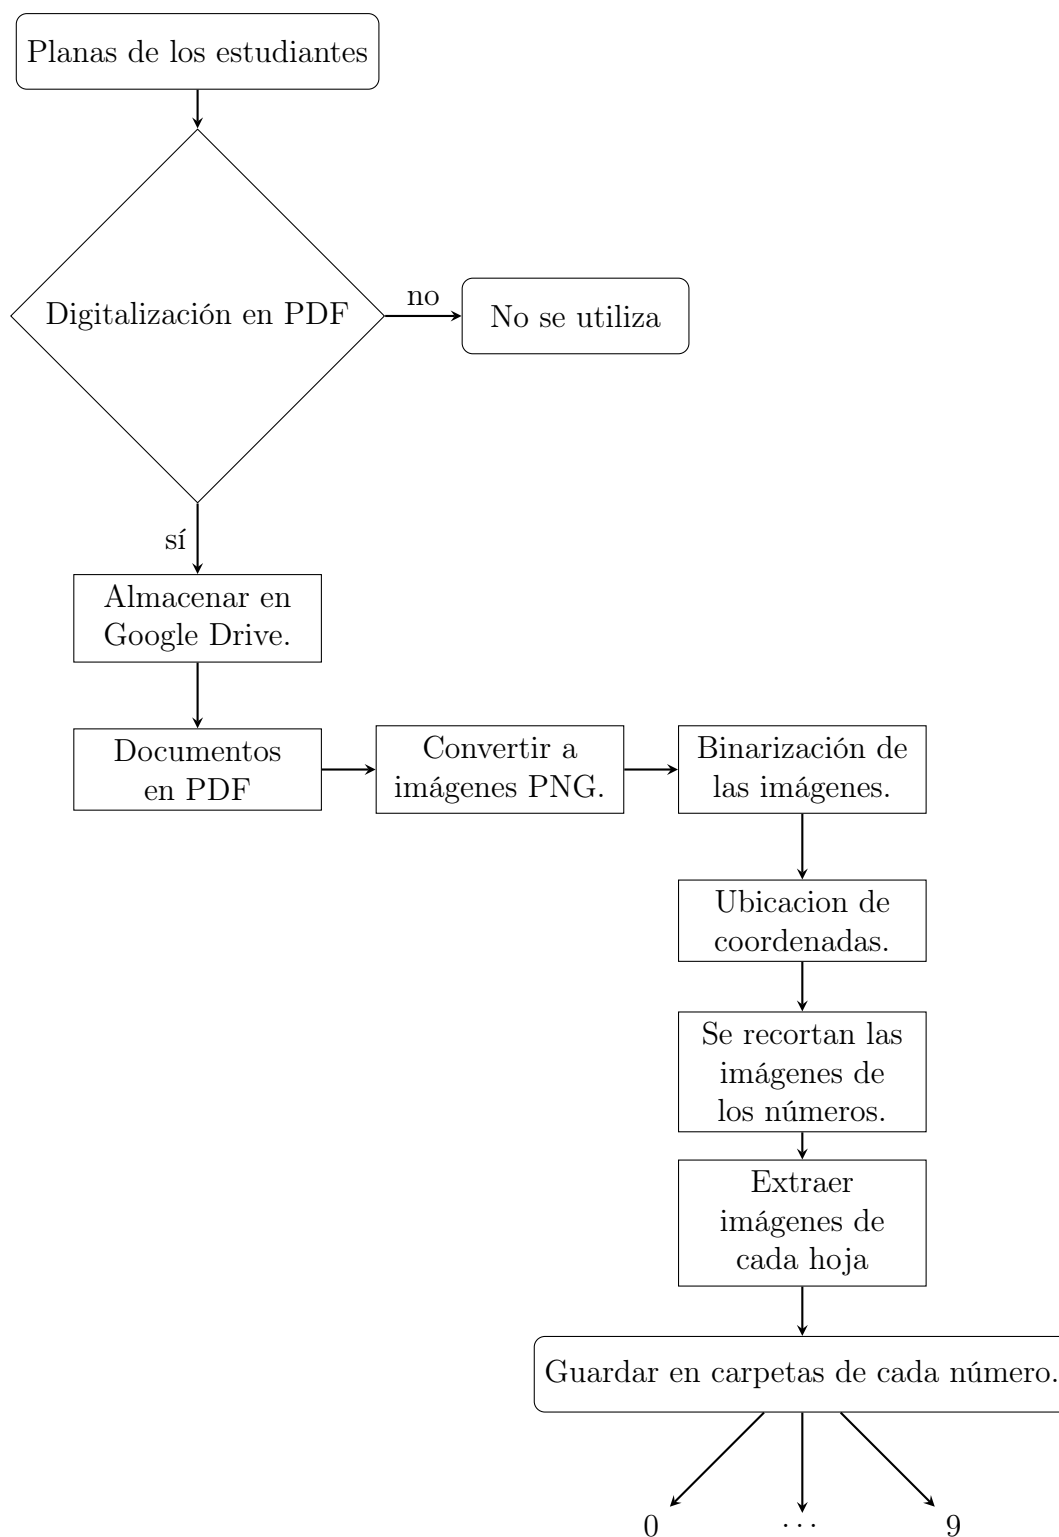 Planas de los estudiantes
Digitalización en PDF
no
No se utiliza
sí
Almacenar en
Google Drive.
Documentos
en PDF
Convertir a
imágenes PNG.
Binarización de
las imágenes.
Ubicacion de
coordenadas.
Se recortan las
imágenes de
los números.
Extraer
imágenes de
cada hoja
Guardar en carpetas de cada número.
0
...
9